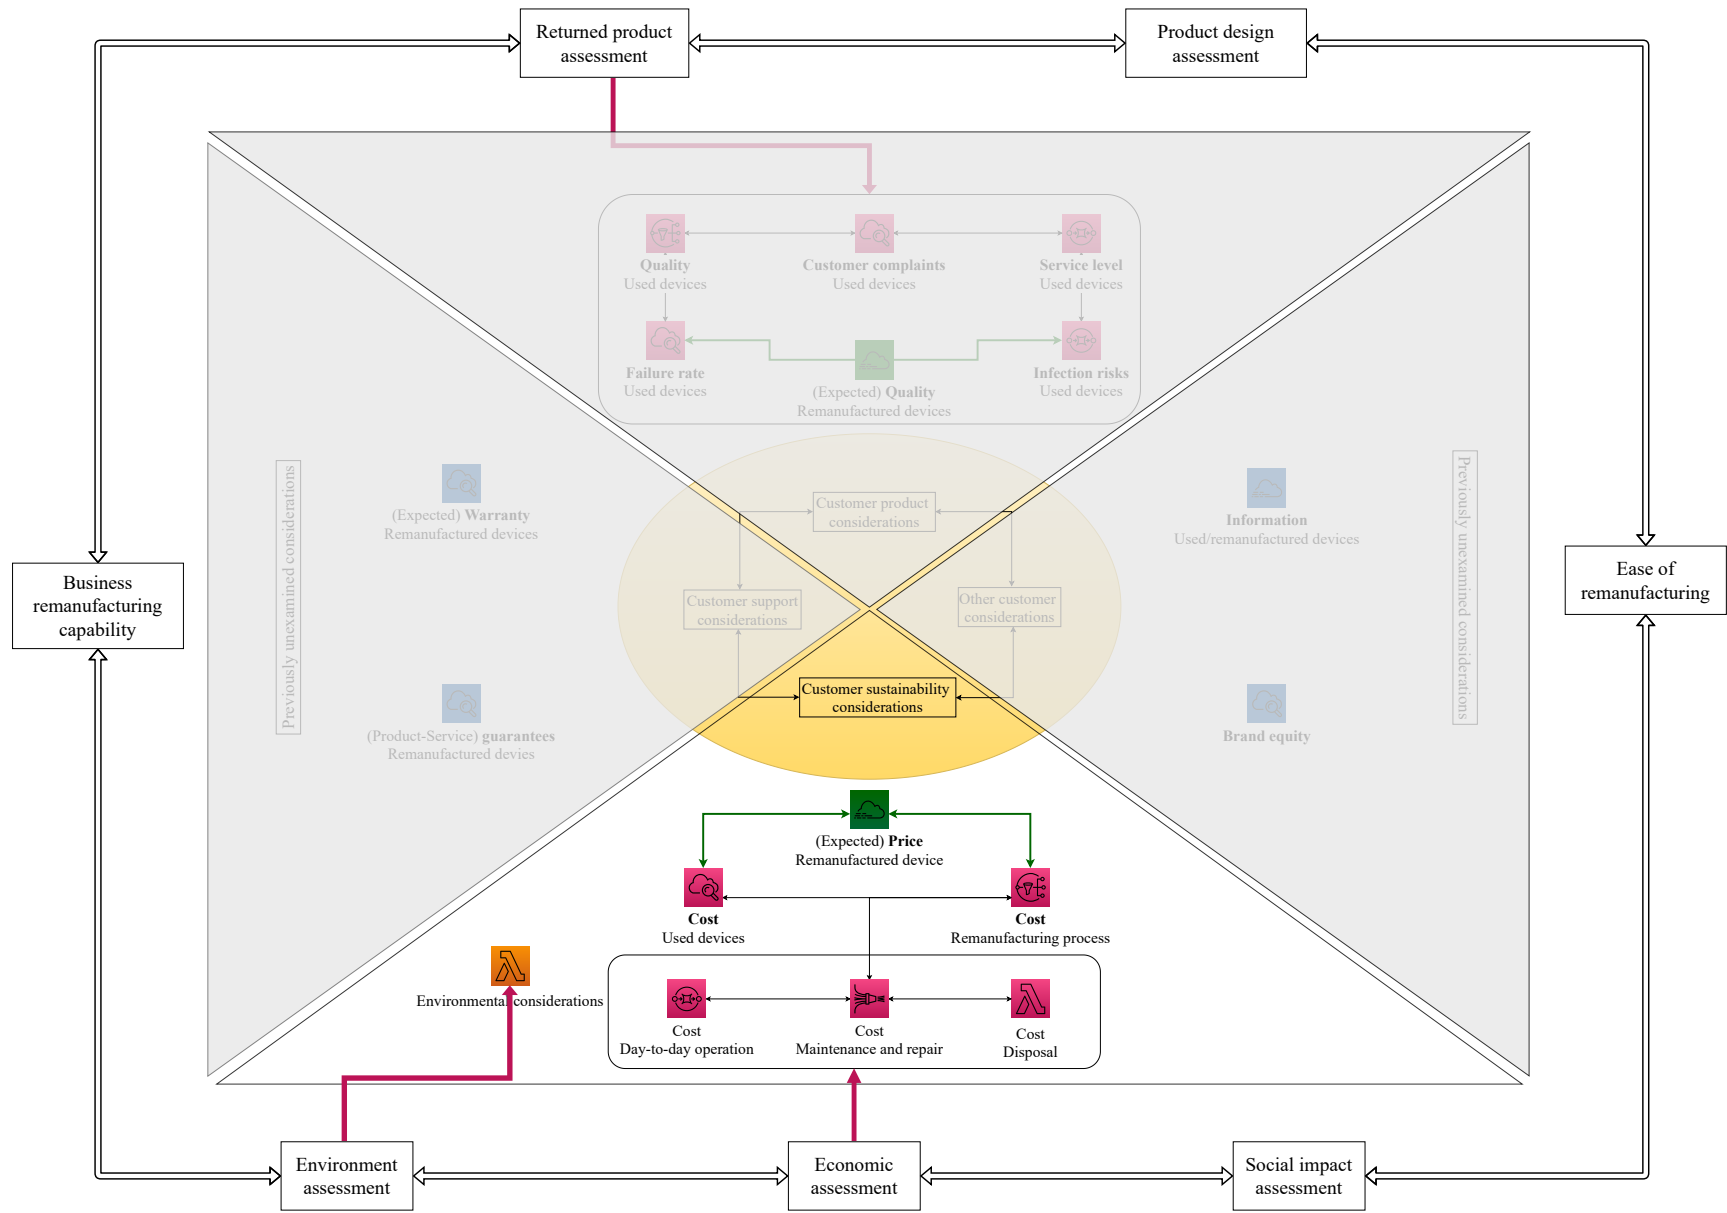 Returned product
assessment
Product design
assessment
Quality
Used devices
Customer complaints
Used devices
Service level
Used devices
Failure rate
Used devices
(Expected) Quality
Remanufactured devices
Infection risks
Used devices
Previously unexamined considerations
(Expected) Warranty
Remanufactured devices
(Product-Service) guarantees
Remanufactured devies
Customer product
considerations
Customer support
considerations
Other customer
considerations
Customer sustainability
considerations
Information
Used/remanufactured devices
Brand equity
Previously unexamined considerations
Business
remanufacturing
capability
Ease of
remanufacturing
(Expected) Price
Remanufactured device
Cost
Used devices
Cost
Remanufacturing process
Environmental considerations
Cost
Day-to-day operation
Cost
Maintenance and repair
Cost
Disposal
Environment
assessment
Economic
assessment
Social impact
assessment